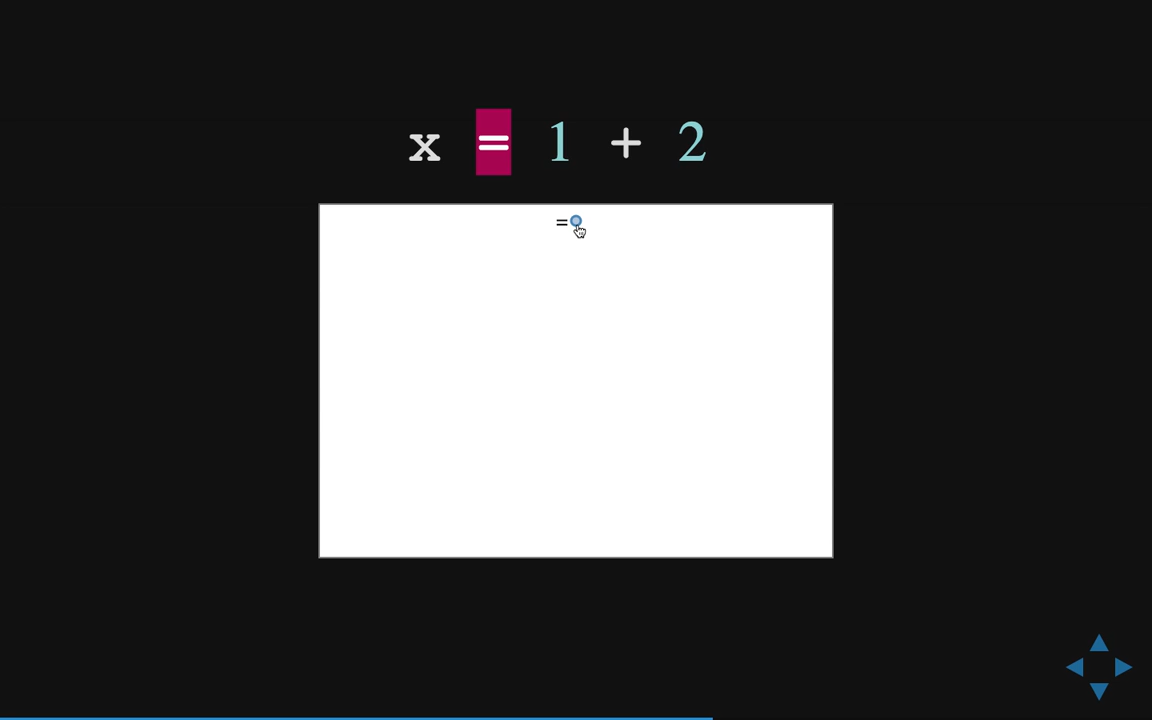 x = 1 + 2
=